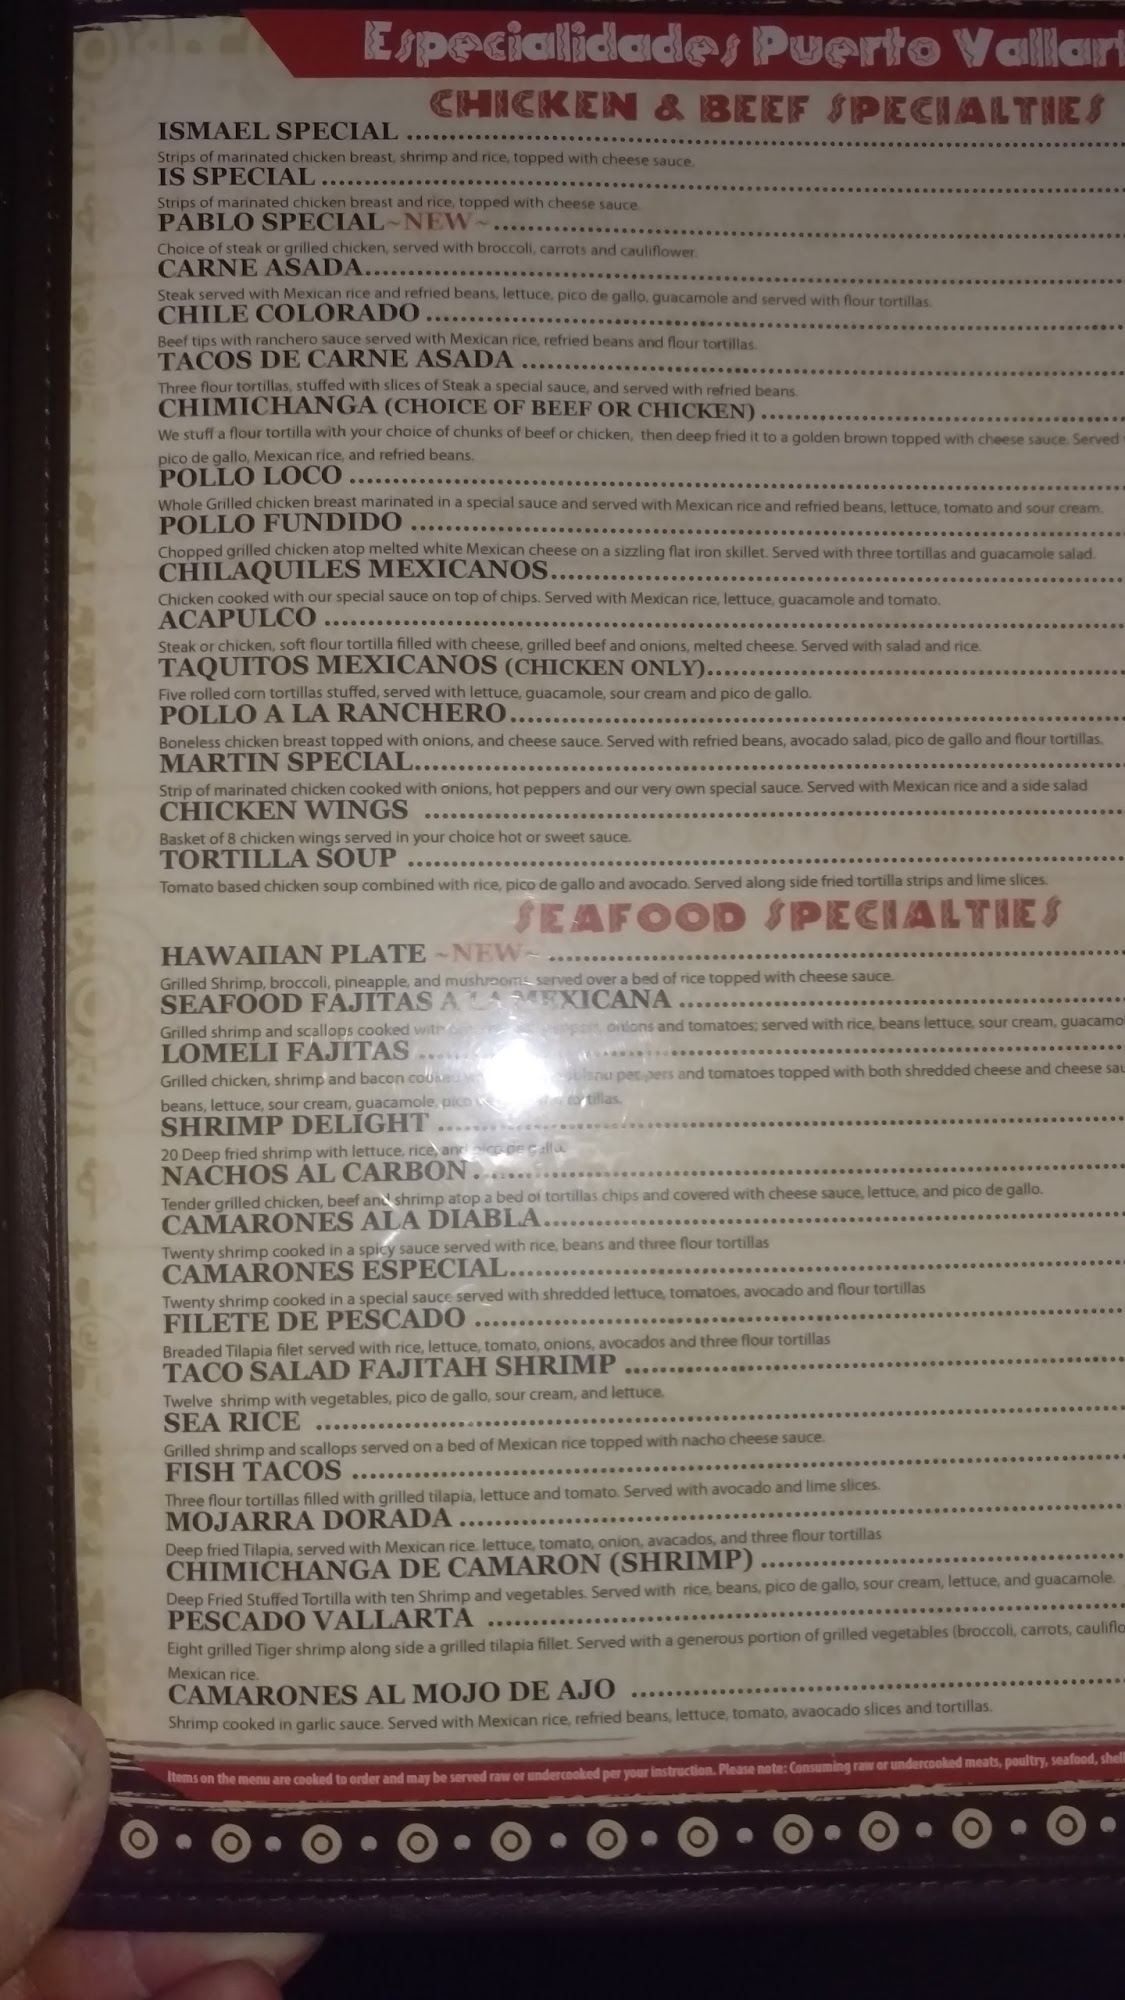 Especialidades Puerto Vallart
CHICKEN & BEEF SPECIALTIES
ISMAEL SPECIAL
Strips of marinated chicken breast, shrimp and rice, topped with cheese sauce.
IS SPECIAL
Strips of marinated chicken breast and rice, topped with cheese sauce.
PABLO SPECIAL~NEW~
Choice of steak or grilled chicken, served with broccoli, carrots and cauliflower.
CARNE ASADA
Steak served with Mexican rice and refried beans, lettuce, pico de gallo, guacamole and served with flour tortillas.
CHILE COLORADO
Beef tips with ranchero sauce served with Mexican rice, refried beans and flour tortillas.
TACOS DE CARNE ASADA
Three flour tortillas, stuffed with slices of Steak a special sauce, and served with refried beans.
CHIMICHANGA (CHOICE OF BEEF OR CHICKEN)
We stuff a flour tortilla with your choice of chunks of beef or chicken, then deep fried it to a golden brown topped with cheese sauce. Served
pico de gallo, Mexican rice, and refried beans.
POLLO LOCO
Whole Grilled chicken breast marinated in a special sauce and served with Mexican rice and refried beans, lettuce, tomato and sour cream.
POLLO FUNDIDO
Chopped grilled chicken atop melted white Mexican cheese on a sizzling flat iron skillet. Served with three tortillas and guacamole salad.
CHILAQUILES MEXICANOS
Chicken cooked with our special sauce on top of chips. Served with Mexican rice, lettuce, guacamole and tomato.
ACAPULCO
Steak or chicken, soft flour tortilla filled with cheese, grilled beef and onions, melted cheese. Served with salad and rice.
TAQUITOS MEXICANOS (CHICKEN ONLY)
Five rolled corn tortillas stuffed, served with lettuce, guacamole, sour cream and pico de gallo.
POLLO A LA RANCHERO
Boneless chicken breast topped with onions, and cheese sauce. Served with refried beans, avocado salad, pico de gallo and flour tortillas.
MARTIN SPECIAL
Strip of marinated chicken cooked with onions, hot peppers and our very own special sauce. Served with Mexican rice and a side salad
CHICKEN WINGS
Basket of 8 chicken wings served in your choice hot or sweet sauce.
TORTILLA SOUP
Tomato based chicken soup combined with rice, pico de gallo and avocado. Served along side fried tortilla strips and lime slices.
SEAFOOD SPECIALTIES
HAWAIIAN PLATE ~NEW~
Grilled Shrimp, broccoli, pineapple, and mushrooms, served over a bed of rice topped with cheese sauce.
SEAFOOD FAJITAS A LA MEXICANA
Grilled shrimp and scallops cooked with onions and tomatoes; served with rice, beans lettuce, sour cream, guacamo
LOMELI FAJITAS
Grilled chicken, shrimp and bacon cooked peppers and tomatoes topped with both shredded cheese and cheese sau
beans, lettuce, sour cream, guacamole, pico tortillas.
SHRIMP DELIGHT
20 Deep fried shrimp with lettuce, rice, and pico de gallo.
NACHOS AL CARBON
Tender grilled chicken, beef and shrimp atop a bed of tortillas chips and covered with cheese sauce, lettuce, and pico de gallo.
CAMARONES ALA DIABLA
Twenty shrimp cooked in a spicy sauce served with rice, beans and three flour tortillas
CAMARONES ESPECIAL
Twenty shrimp cooked in a special sauce served with shredded lettuce, tomatoes, avocado and flour tortillas
FILETE DE PESCADO
Breaded Tilapia filet served with rice, lettuce, tomato, onions, avocados and three flour tortillas
TACO SALAD FAJITAH SHRIMP
Twelve shrimp with vegetables, pico de gallo, sour cream, and lettuce.
SEA RICE
Grilled shrimp and scallops served on a bed of Mexican rice topped with nacho cheese sauce.
FISH TACOS
Three flour tortillas filled with grilled tilapia, lettuce and tomato. Served with avocado and lime slices.
MOJARRA DORADA
Deep fried Tilapia, served with Mexican rice. lettuce, tomato, onion, avacados, and three flour tortillas
CHIMICHANGA DE CAMARON (SHRIMP)
Deep Fried Stuffed Tortilla with ten Shrimp and vegetables. Served with rice, beans, pico de gallo, sour cream, lettuce, and guacamole.
PESCADO VALLARTA
Eight grilled Tiger shrimp along side a grilled tilapia fillet. Served with a generous portion of grilled vegetables (broccoli, carrots, cauliflo
Mexican rice.
CAMARONES AL MOJO DE AJO
Shrimp cooked in garlic sauce. Served with Mexican rice, refried beans, lettuce, tomato, avaocado slices and tortillas.
Items on the menu are cooked to order and may be served raw or undercooked per your instruction. Please note: Consuming raw or undercooked meats, poultry, seafood, shell